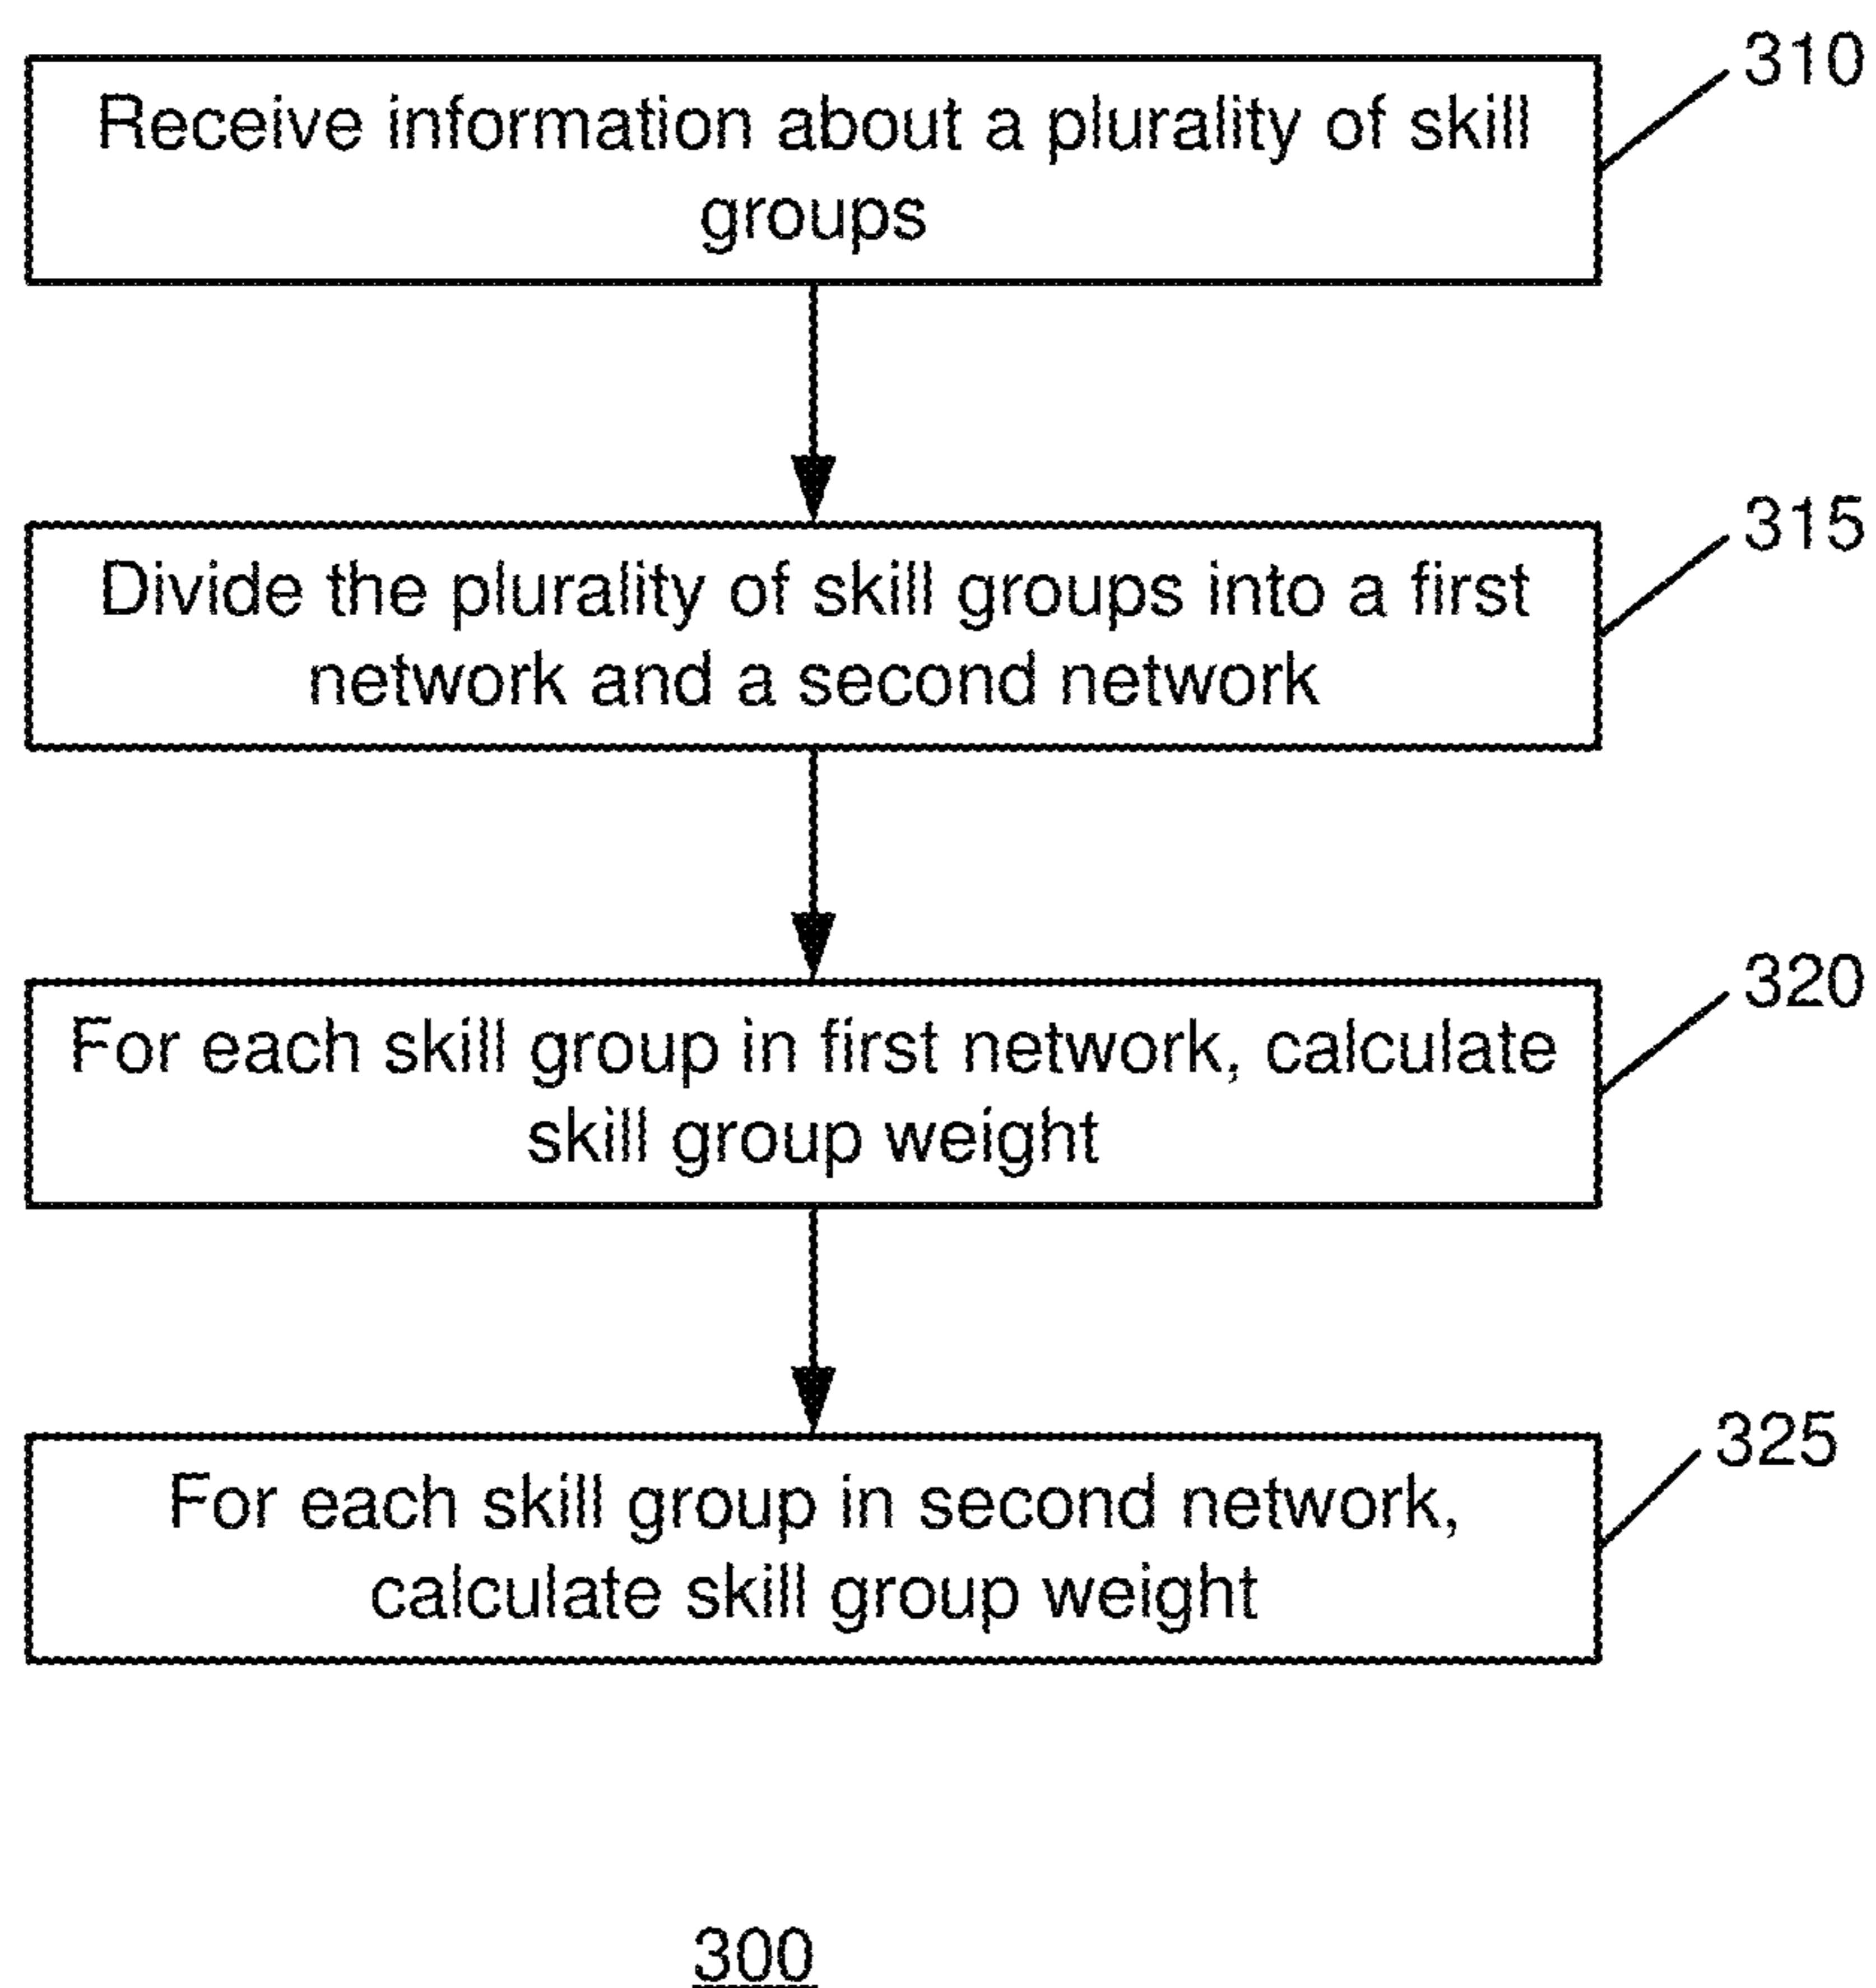 310
Receive information about a plurality of skill
groups
315
Divide the plurality of skill groups into a first
network and a second network
320
For each skill group in first network, calculate
skill group weight
325
For each skill group in second network,
calculate skill group weight
300